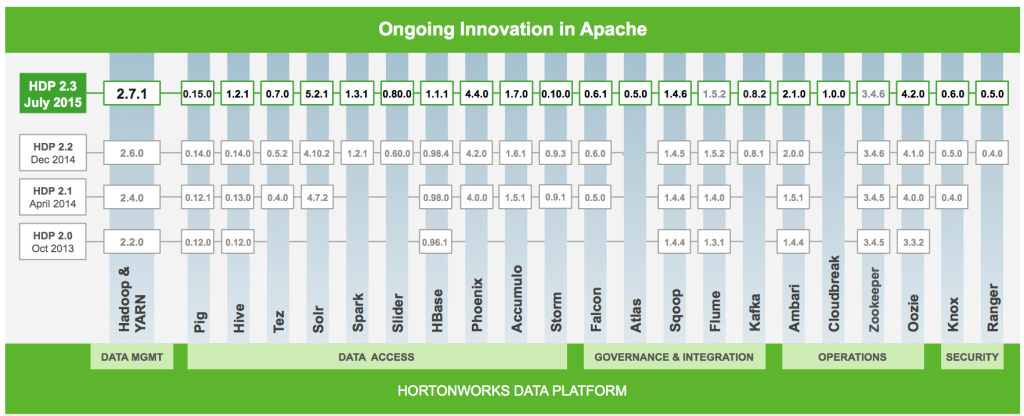 Ongoing Innovation in Apache
HDP 2.3
July 2015
2.7.1 0.15.0 1.2.1 0.7.0 5.2.1 1.3.1 0.80.0 1.1.1 4.4.0 1.7.0 0.10.0 0.6.1 0.5.0 1.4.6 1.5.2 0.8.2 2.1.0 1.0.0 3.4.6 4.2.0 0.6.0 0.5.0
HDP 2.2
Dec 2014
2.6.0 0.14.0 0.14.0 0.5.2 4.10.2 1.2.1 0.60.0 0.98.4 4.2.0 1.6.1 0.9.3 0.6.0 1.4.5 1.5.2 0.8.1 2.0.0 3.4.6 4.1.0 0.5.0 0.4.0
HDP 2.1
April 2014
2.4.0 0.12.1 0.13.0 0.4.0 4.7.2 0.98.0 4.0.0 1.5.1 0.9.1 0.5.0 1.4.4 1.4.0 1.5.1 3.4.5 4.0.0 0.4.0
HDP 2.0
Oct 2013
2.2.0 0.12.0 0.12.0 0.96.1 1.4.4 1.3.1 1.4.4 3.4.5 3.3.2
Hadoop &
YARN
Pig
Hive
Tez
Solr
Spark
Slider
HBase
Phoenix
Accumulo
Storm
Falcon
Atlas
Sqoop
Flume
Kafka
Ambari
Cloudbreak
Zookeeper
Oozie
Knox
Ranger
DATA MGMT
DATA ACCESS
GOVERNANCE & INTEGRATION
OPERATIONS
SECURITY
HORTONWORKS DATA PLATFORM